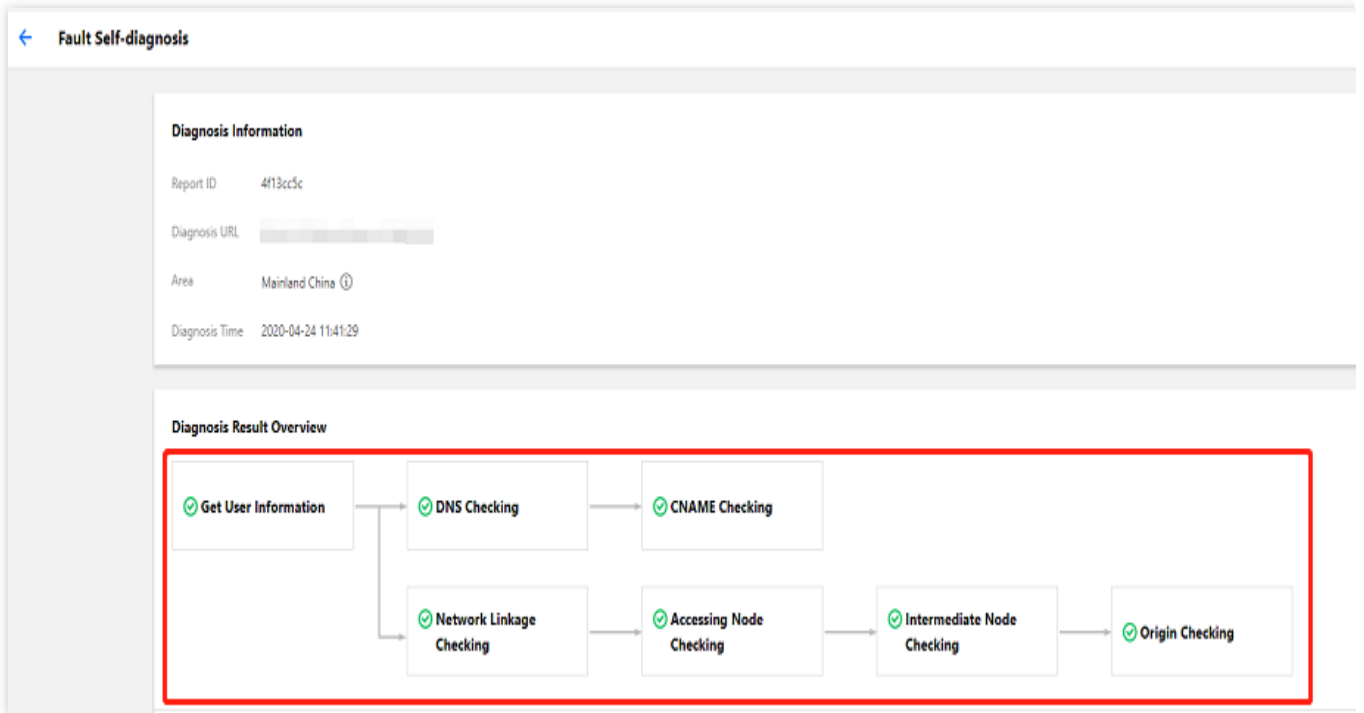 Fault Self-diagnosis
Diagnosis Information
Report ID 4f13cc5c
Diagnosis URL
Area Mainland China
Diagnosis Time 2020-04-24 11:41:29
Diagnosis Result Overview
Get User Information
DNS Checking
CNAME Checking
Network Linkage
Checking
Accessing Node
Checking
Intermediate Node
Checking
Origin Checking